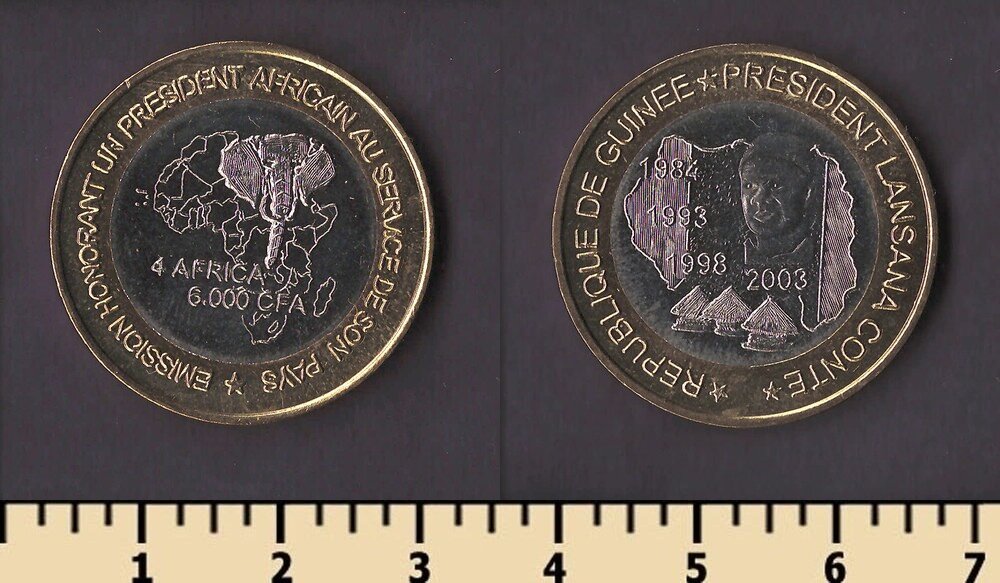 EMISSION HONORANT UN PRESIDENT AFRICAIN AU SERVICE DE SON PAYS
4 AFRICA
6.000 CFA
REPUBLIQUE DE GUINEE ★ PRESIDENT LANSANA CONTE
1984
1993
1998
2003
1 2 3 4 5 6 7